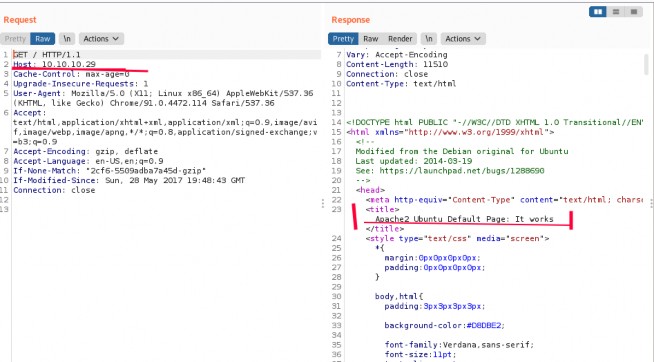 Request
Pretty Raw \n Actions
1 GET / HTTP/1.1
2 Host: 10.10.10.29
3 Cache-Control: max-age=0
4 Upgrade-Insecure-Requests: 1
5 User-Agent: Mozilla/5.0 (X11; Linux x86_64) AppleWebKit/537.36
(KHTML, like Gecko) Chrome/91.0.4472.114 Safari/537.36
6 Accept:
text/html,application/xhtml+xml,application/xml;q=0.9,image/avi
f,image/webp,image/apng,*/*;q=0.8,application/signed-exchange;v
=b3;q=0.9
7 Accept-Encoding: gzip, deflate
8 Accept-Language: en-US,en;q=0.9
9 If-None-Match: "2cf6-5509adba7a45d-gzip"
10 If-Modified-Since: Sun, 28 May 2017 19:48:43 GMT
11 Connection: close
12
13
Response
Pretty Raw Render \n Actions
7 Vary: Accept-Encoding
8 Content-Length: 11510
9 Connection: close
10 Content-Type: text/html
11
12
13
14 <!DOCTYPE html PUBLIC "-//W3C//DTD XHTML 1.0 Transitional//EN"
15 <html xmlns="http://www.w3.org/1999/xhtml">
16 <!--
17 Modified from the Debian original for Ubuntu
18 Last updated: 2014-03-19
19 See: https://launchpad.net/bugs/1288690
20 -->
21 <head>
22 <meta http-equiv="Content-Type" content="text/html;
23 <title>
Apache2 Ubuntu Default Page: It works
</title>
24 <style type="text/css" media="screen">
25 *{
26 margin:0px0px0px0px;
27 padding:0px0px0px0px;
28 }
29
30 body,html{
31 padding:3px3px3px3px;
32
33 background-color:#D8DBE2;
34
35 font-family:Verdana,sans-serif;
36 font-size:11pt;